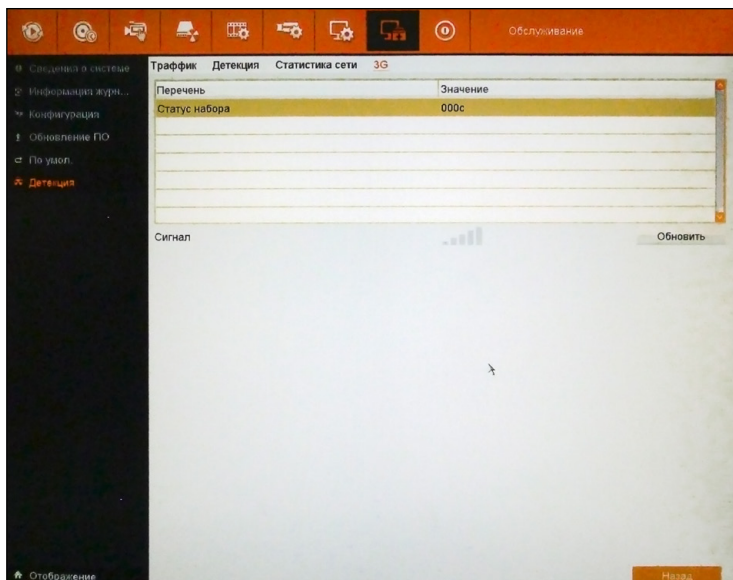 Обслуживание
Сведения о системе
Информация журн...
Конфигурация
Обновление ПО
По умол.
Детекция
Отображение
Траффик Детекция Статистика сети 3G
Перечень Значение
Статус набора 000c
Сигнал Обновить
Назад